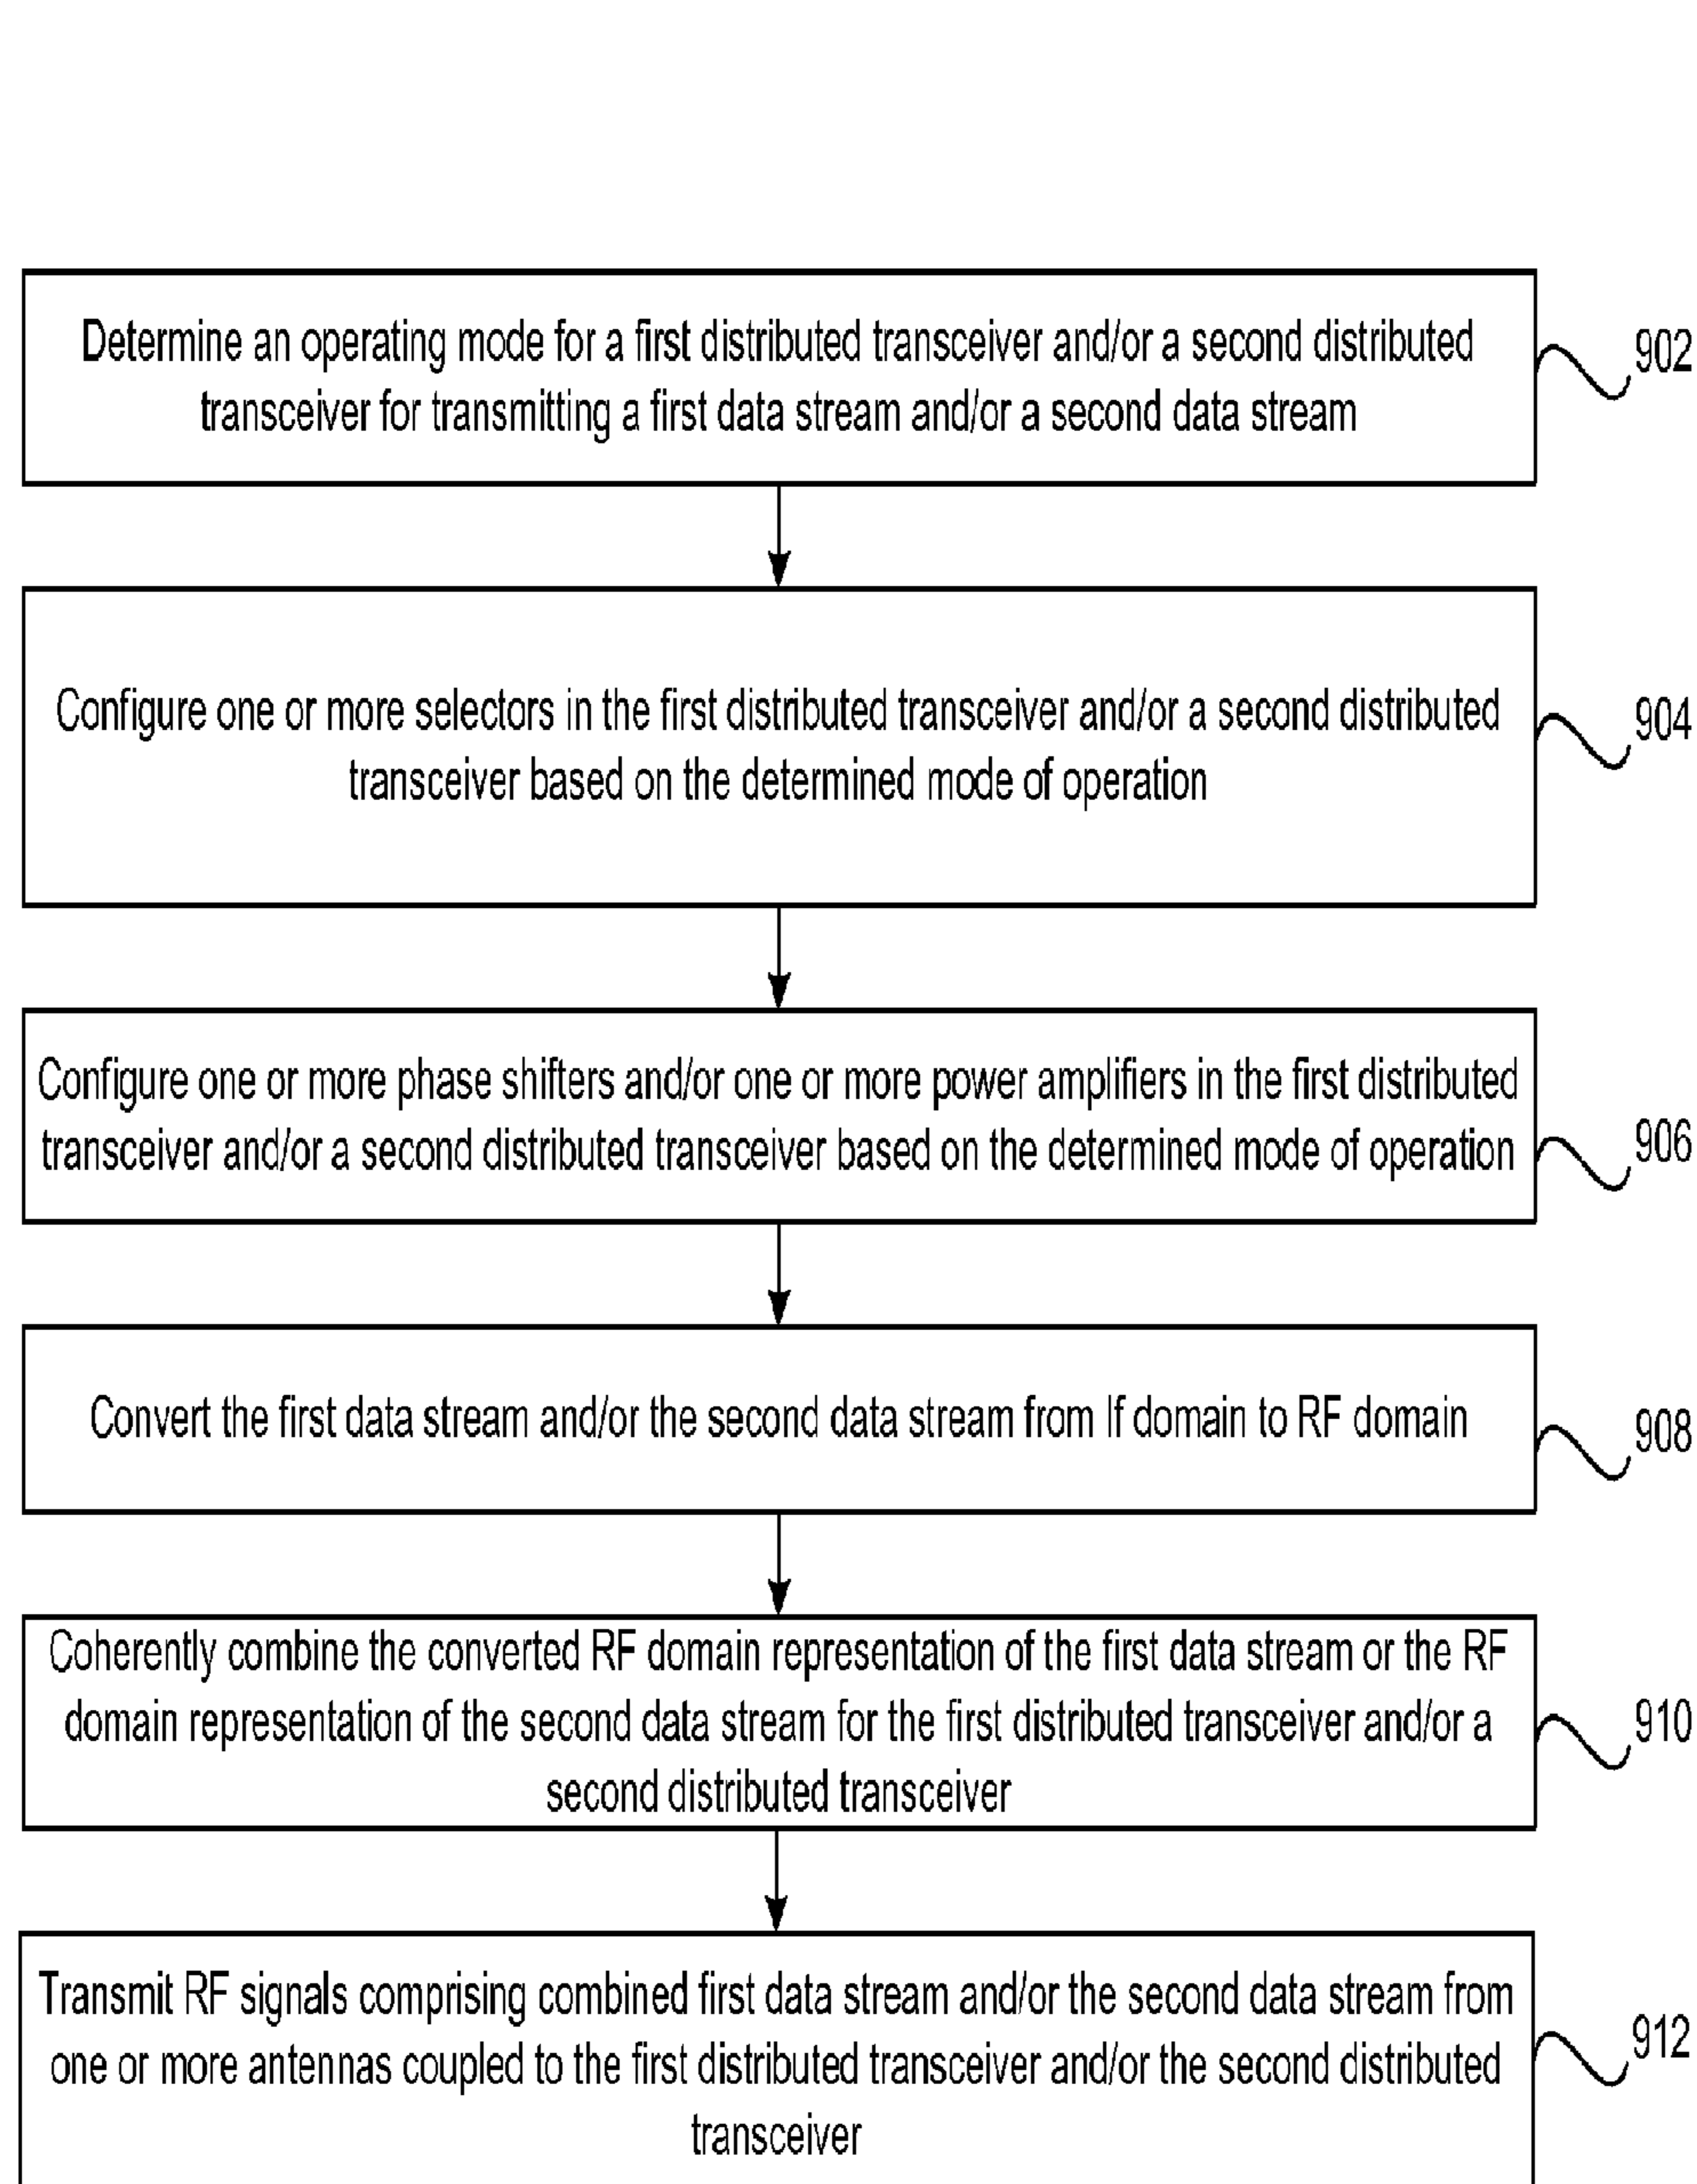 Determine an operating mode for a first distributed transceiver and/or a second distributed
transceiver for transmitting a first data stream and/or a second data stream
902
Configure one or more selectors in the first distributed transceiver and/or a second distributed
transceiver based on the determined mode of operation
904
Configure one or more phase shifters and/or one or more power amplifiers in the first distributed
transceiver and/or a second distributed transceiver based on the determined mode of operation
906
Convert the first data stream and/or the second data stream from If domain to RF domain
908
Coherently combine the converted RF domain representation of the first data stream or the RF
domain representation of the second data stream for the first distributed transceiver and/or a
second distributed transceiver
910
Transmit RF signals comprising combined first data stream and/or the second data stream from
one or more antennas coupled to the first distributed transceiver and/or the second distributed
transceiver
912